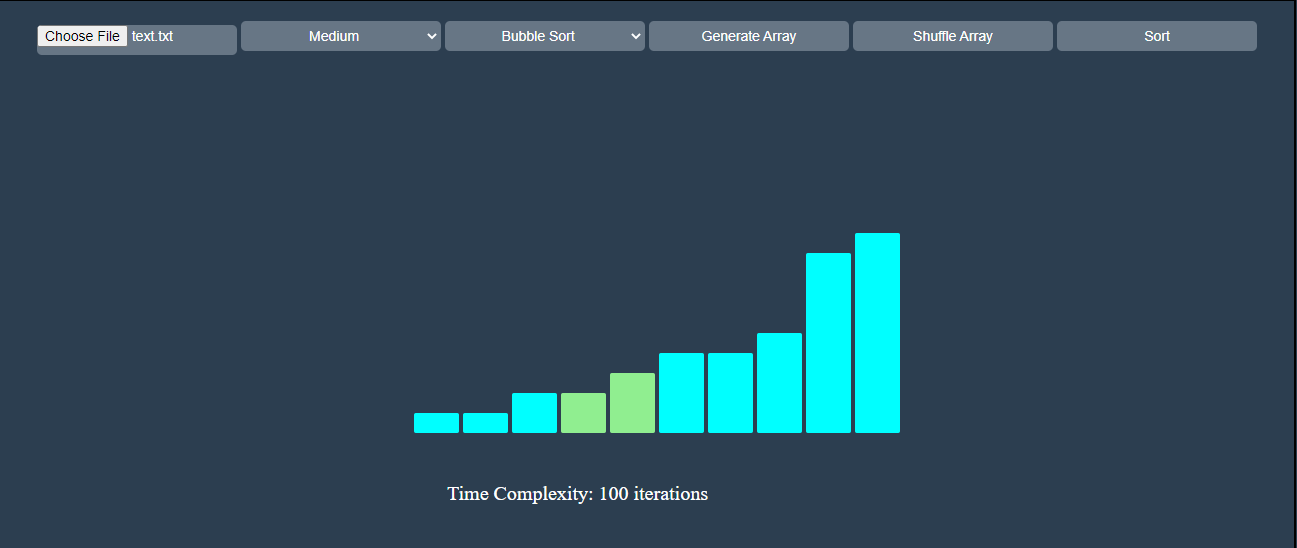 Choose File text.txt Medium Bubble Sort Generate Array Shuffle Array Sort
Time Complexity: 100 iterations